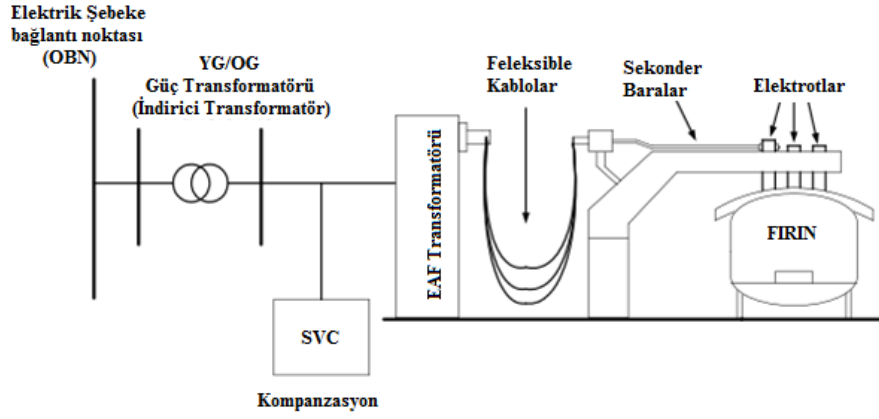 Elektrik Şebeke
bağlantı noktası
(OBN)
YG/OG
Güç Transformatörü
(İndirici Transformatör)
Feleksible
Kablolar
Sekonder
Baralar
Elektrotlar
EAF Transformatörü
FIRIN
SVC
Kompanzasyon